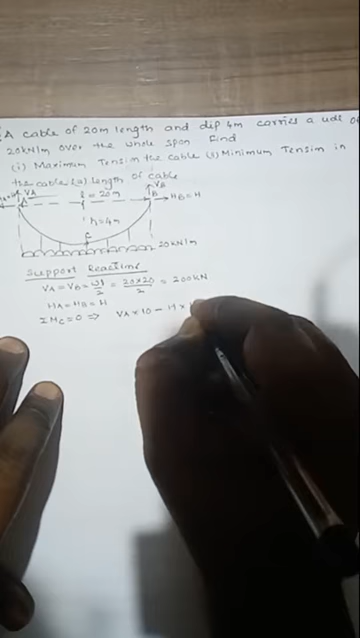 A cable of 20m length and dip 4m carries a udl of
20kN/m over the whole span Find
(i) Maximum Tension the cable (ii) Minimum Tension in
the cable (iii) length of cable
VA l = 20m VB
A B HB = H
h = 4m
C
20kN/m
Support Reactions
VA = VB = wl/2 = 20×20/2 = 200kN
HA = HB = H
ΣMC = 0 ⇒ VA × 10 - H ×